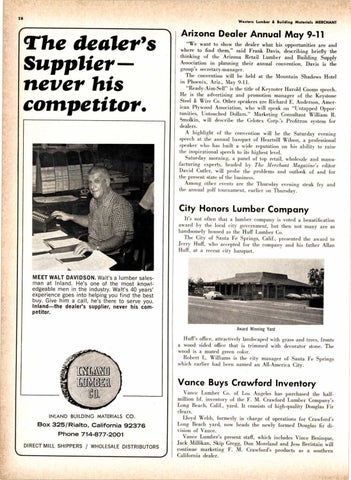 28
Western Lumber & Building Materials MERCHANT
The dealer's
Supplier—
never his
competitor.
MEET WALT DAVIDSON. Walt's a lumber sales-
man at Inland. He's one of the most knowl-
edgeable men in the industry. Walt's 40 years'
experience goes into helping you find the best
buy. Give him a call, he's there to serve you.
Inland—the dealer's supplier, never his com-
petitor.
INLAND
LUMBER
CO.
INLAND BUILDING MATERIALS CO.
Box 325/Rialto, California 92376
Phone 714-877-2001
DIRECT MILL SHIPPERS / WHOLESALE DISTRIBUTORS
Arizona Dealer Annual May 9-11
"We want to show the dealer what his opportunities are and
where to find them," said Frank Davis, describing briefly the
thinking of the Arizona Retail Lumber and Building Supply
Association in planning their annual convention. Davis is the
group's secretary-manager.
The convention will be held at the Mountain Shadows Hotel
in Phoenix, Ariz., May 9-11.
"Ready-Aim-Sell" is the title of Keynoter Harold Coons speech.
He is the advertising and promotion manager of the Keystone
Steel & Wire Co. Other speakers are Richard E. Anderson, Amer-
ican Plywood Association, who will speak on "Untapped Oppor-
tunities, Untouched Dollars." Marketing Consultant William R.
Smolkin, will describe the Celotex Corp.'s Profitron system for
dealers.
A highlight of the convention will be the Saturday evening
speech at the annual banquet of Heartsill Wilson, a professional
speaker who has built a wide reputation on his ability to raise
the inspirational speech to its highest level.
Saturday morning, a panel of top retail, wholesale and manu-
facturing experts, headed by The Merchant Magazine's editor
David Cutler, will probe the problems and outlook of and for
the present state of the business.
Among other events are the Thursday evening steak fry and
the annual golf tournament, earlier on Thursday.
City Honors Lumber Company
It's not often that a lumber company is voted a beautification
award by the local city government, but then not many are as
handsomely housed as the Huff Lumber Co.
The City of Santa Fe Springs, Calif., presented the award to
Jerry Huff, who accepted for the company and his father Allan
Huff, at a recent city banquet.
Award Winning Yard
Huff's office, attractively landscaped with grass and trees, fronts
a wood sided office that is trimmed with decorator stone. The
wood is a muted green color.
Robert L. Williams is the city manager of Santa Fe Springs
which earlier had been named an All-America City.
Vance Buys Crawford Inventory
Vance Lumber Co. of Los Angeles has purchased the half-
million bf. inventory of the F. M. Crawford Lumber Company's
Long Beach, Calif., yard. It consists of high-quality Douglas Fir
clears.
Lloyd Webb, formerly in charge of operations for Crawford's
Long Beach yard, now heads the newly formed Douglas fir di-
vision of Vance.
Vance Lumber's present staff, which includes Vince
Jack Millikan, Skip Gregg, Don Moreland and Jess Beristain will
continue marketing F. M. Crawford's products as a southern
California dealer.